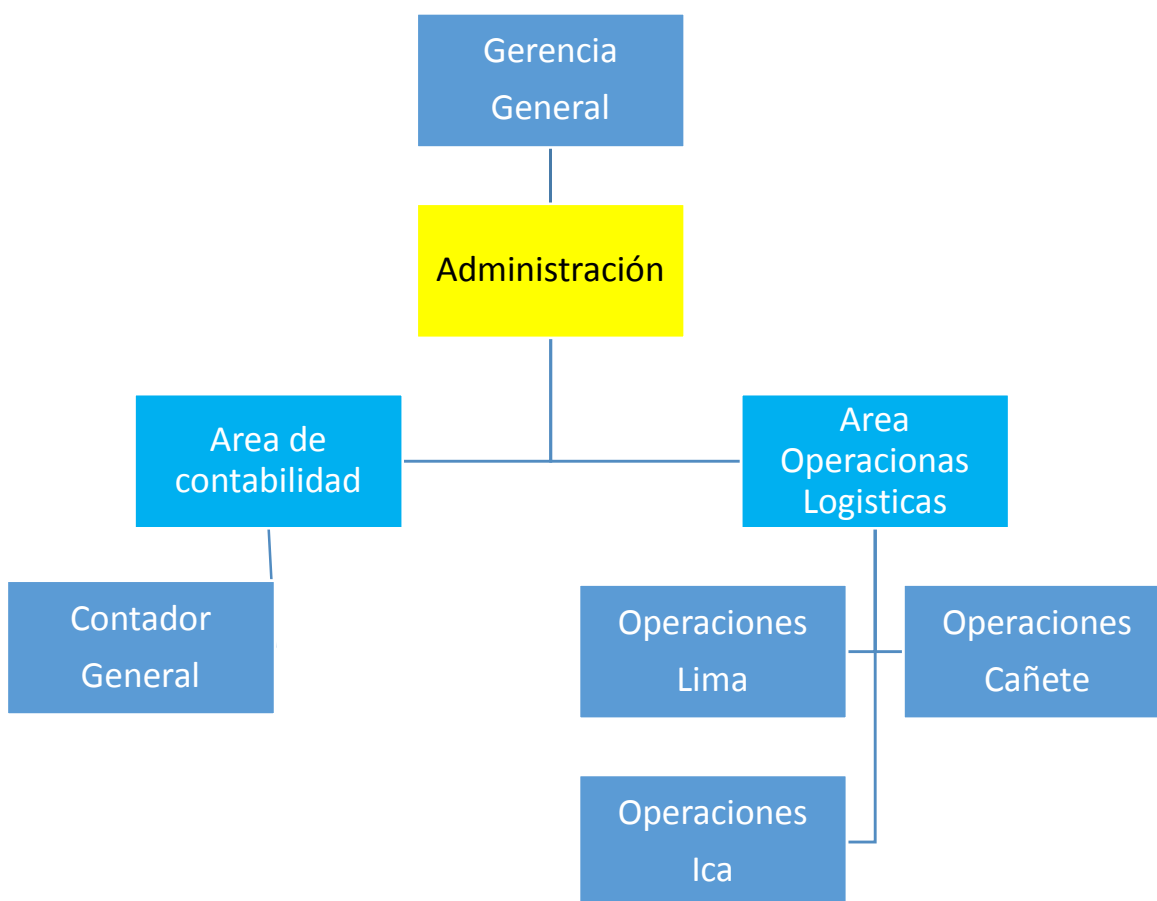 Gerencia
General
Administración
Area de
contabilidad
Area
Operacionas
Logisticas
Contador
General
Operaciones
Lima
Operaciones
Cañete
Operaciones
Ica